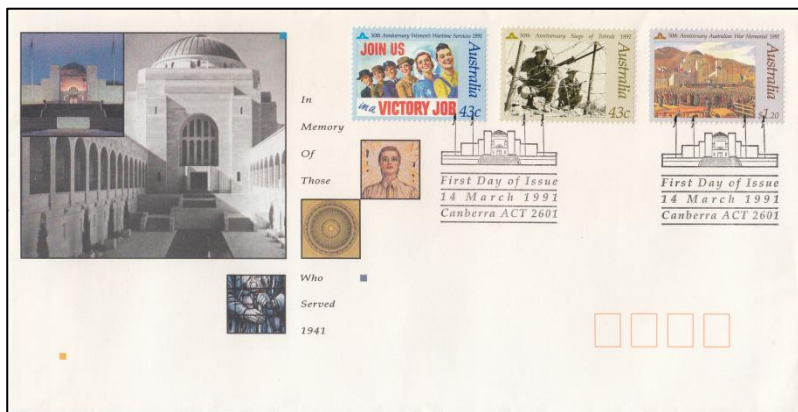 In
Memory
Of
Those
Who
Served
1941
50th Anniversary Women's Wartime Services 1991
JOIN US
in a
VICTORY JOB
Australia
43c
50th Anniversary Siege of Tobruk 1991
Australia
43c
50th Anniversary Australian War Memorial 1991
Australia
$1.20
First Day of Issue
14 March 1991
Canberra ACT 2601
First Day of Issue
14 March 1991
Canberra ACT 2601